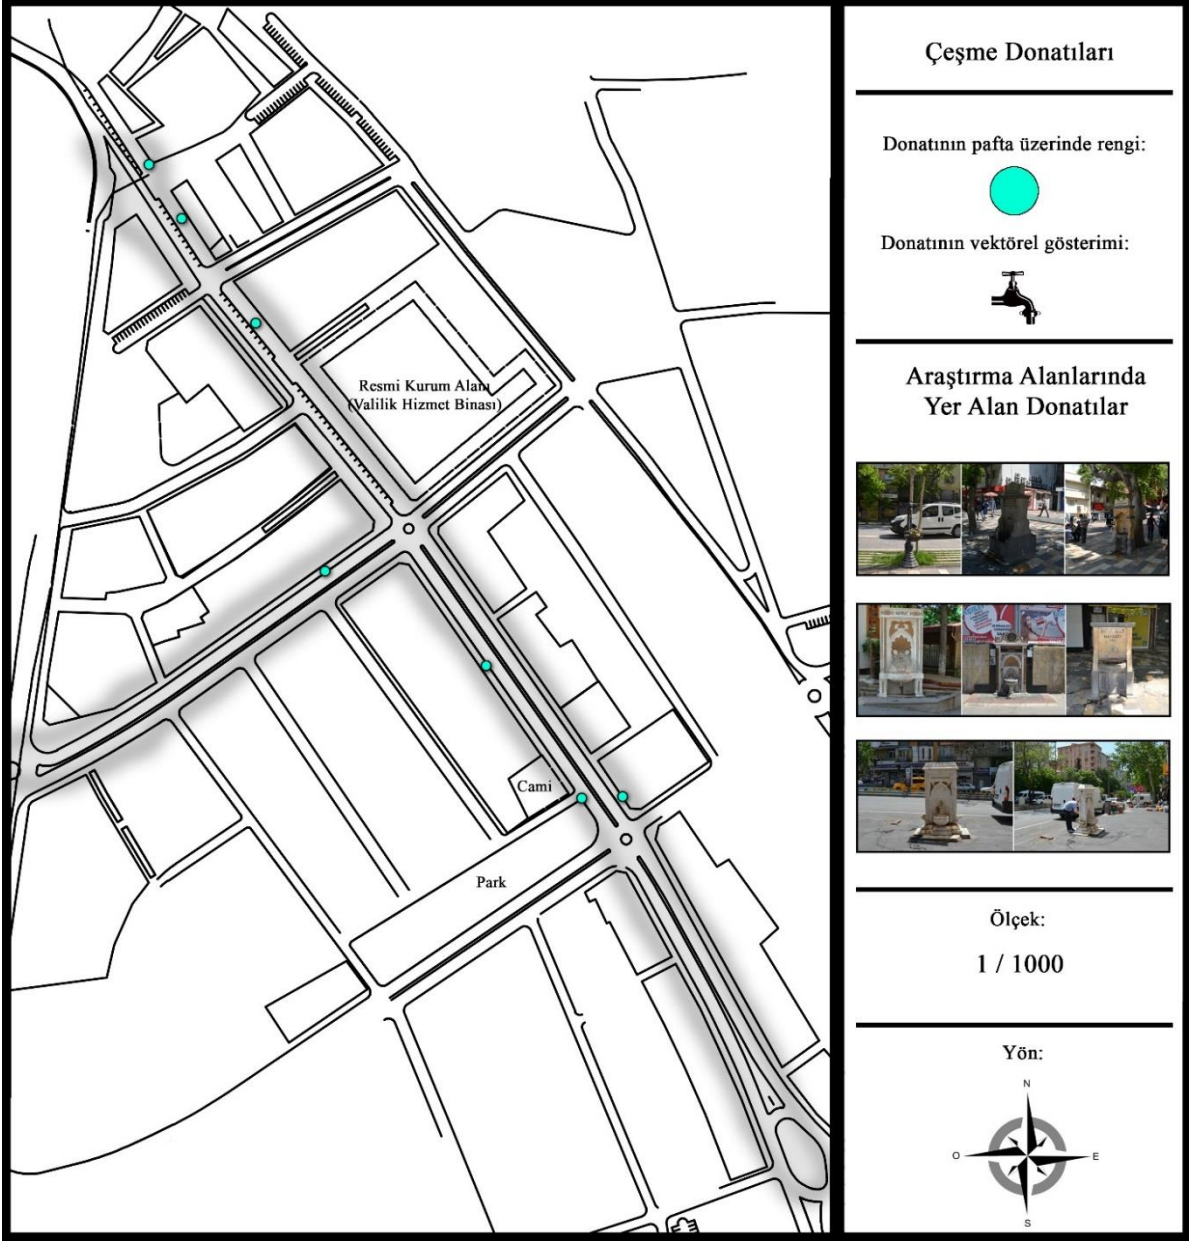 Resmi Kurum Alanı
(Valilik Hizmet Binası)
Cami
Park
Çeşme Donatıları
Donatının pafta üzerinde rengi:
Donatının vektörel gösterimi:
Araştırma Alanlarında
Yer Alan Donatılar
Ölçek:
1 / 1000
Yön:
N
O
E
S